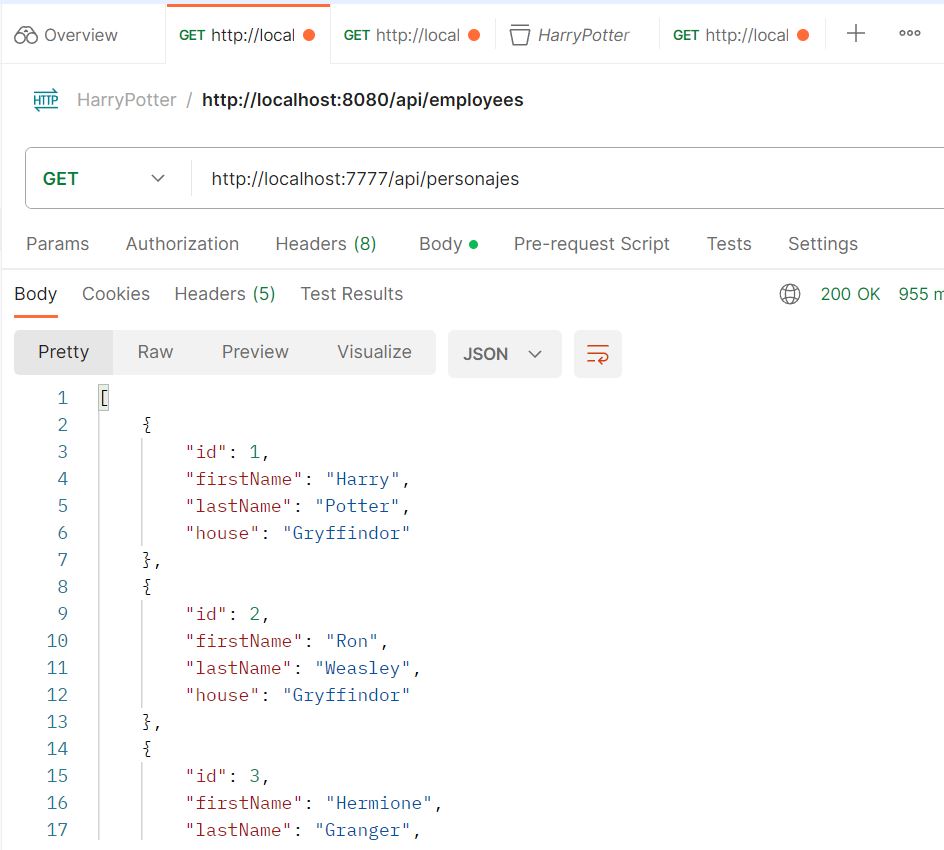 Overview GET http://local GET http://local HarryPotter GET http://local
HTTP HarryPotter / http://localhost:8080/api/employees
GET http://localhost:7777/api/personajes
Params Authorization Headers (8) Body Pre-request Script Tests Settings
Body Cookies Headers (5) Test Results 200 OK 955 m
Pretty Raw Preview Visualize JSON
1 [
2 {
3 "id": 1,
4 "firstName": "Harry",
5 "lastName": "Potter",
6 "house": "Gryffindor"
7 },
8 {
9 "id": 2,
10 "firstName": "Ron",
11 "lastName": "Weasley",
12 "house": "Gryffindor"
13 },
14 {
15 "id": 3,
16 "firstName": "Hermione",
17 "lastName": "Granger",